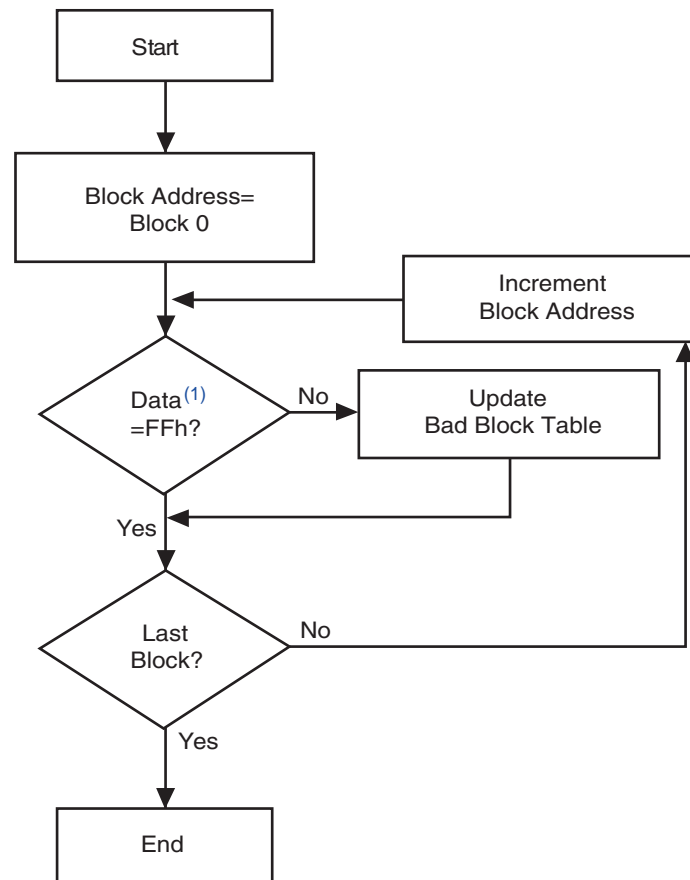 Start
Block Address=
Block 0
Increment
Block Address
Data(1)
=FFh?
No
Update
Bad Block Table
Yes
Last
Block?
No
Yes
End